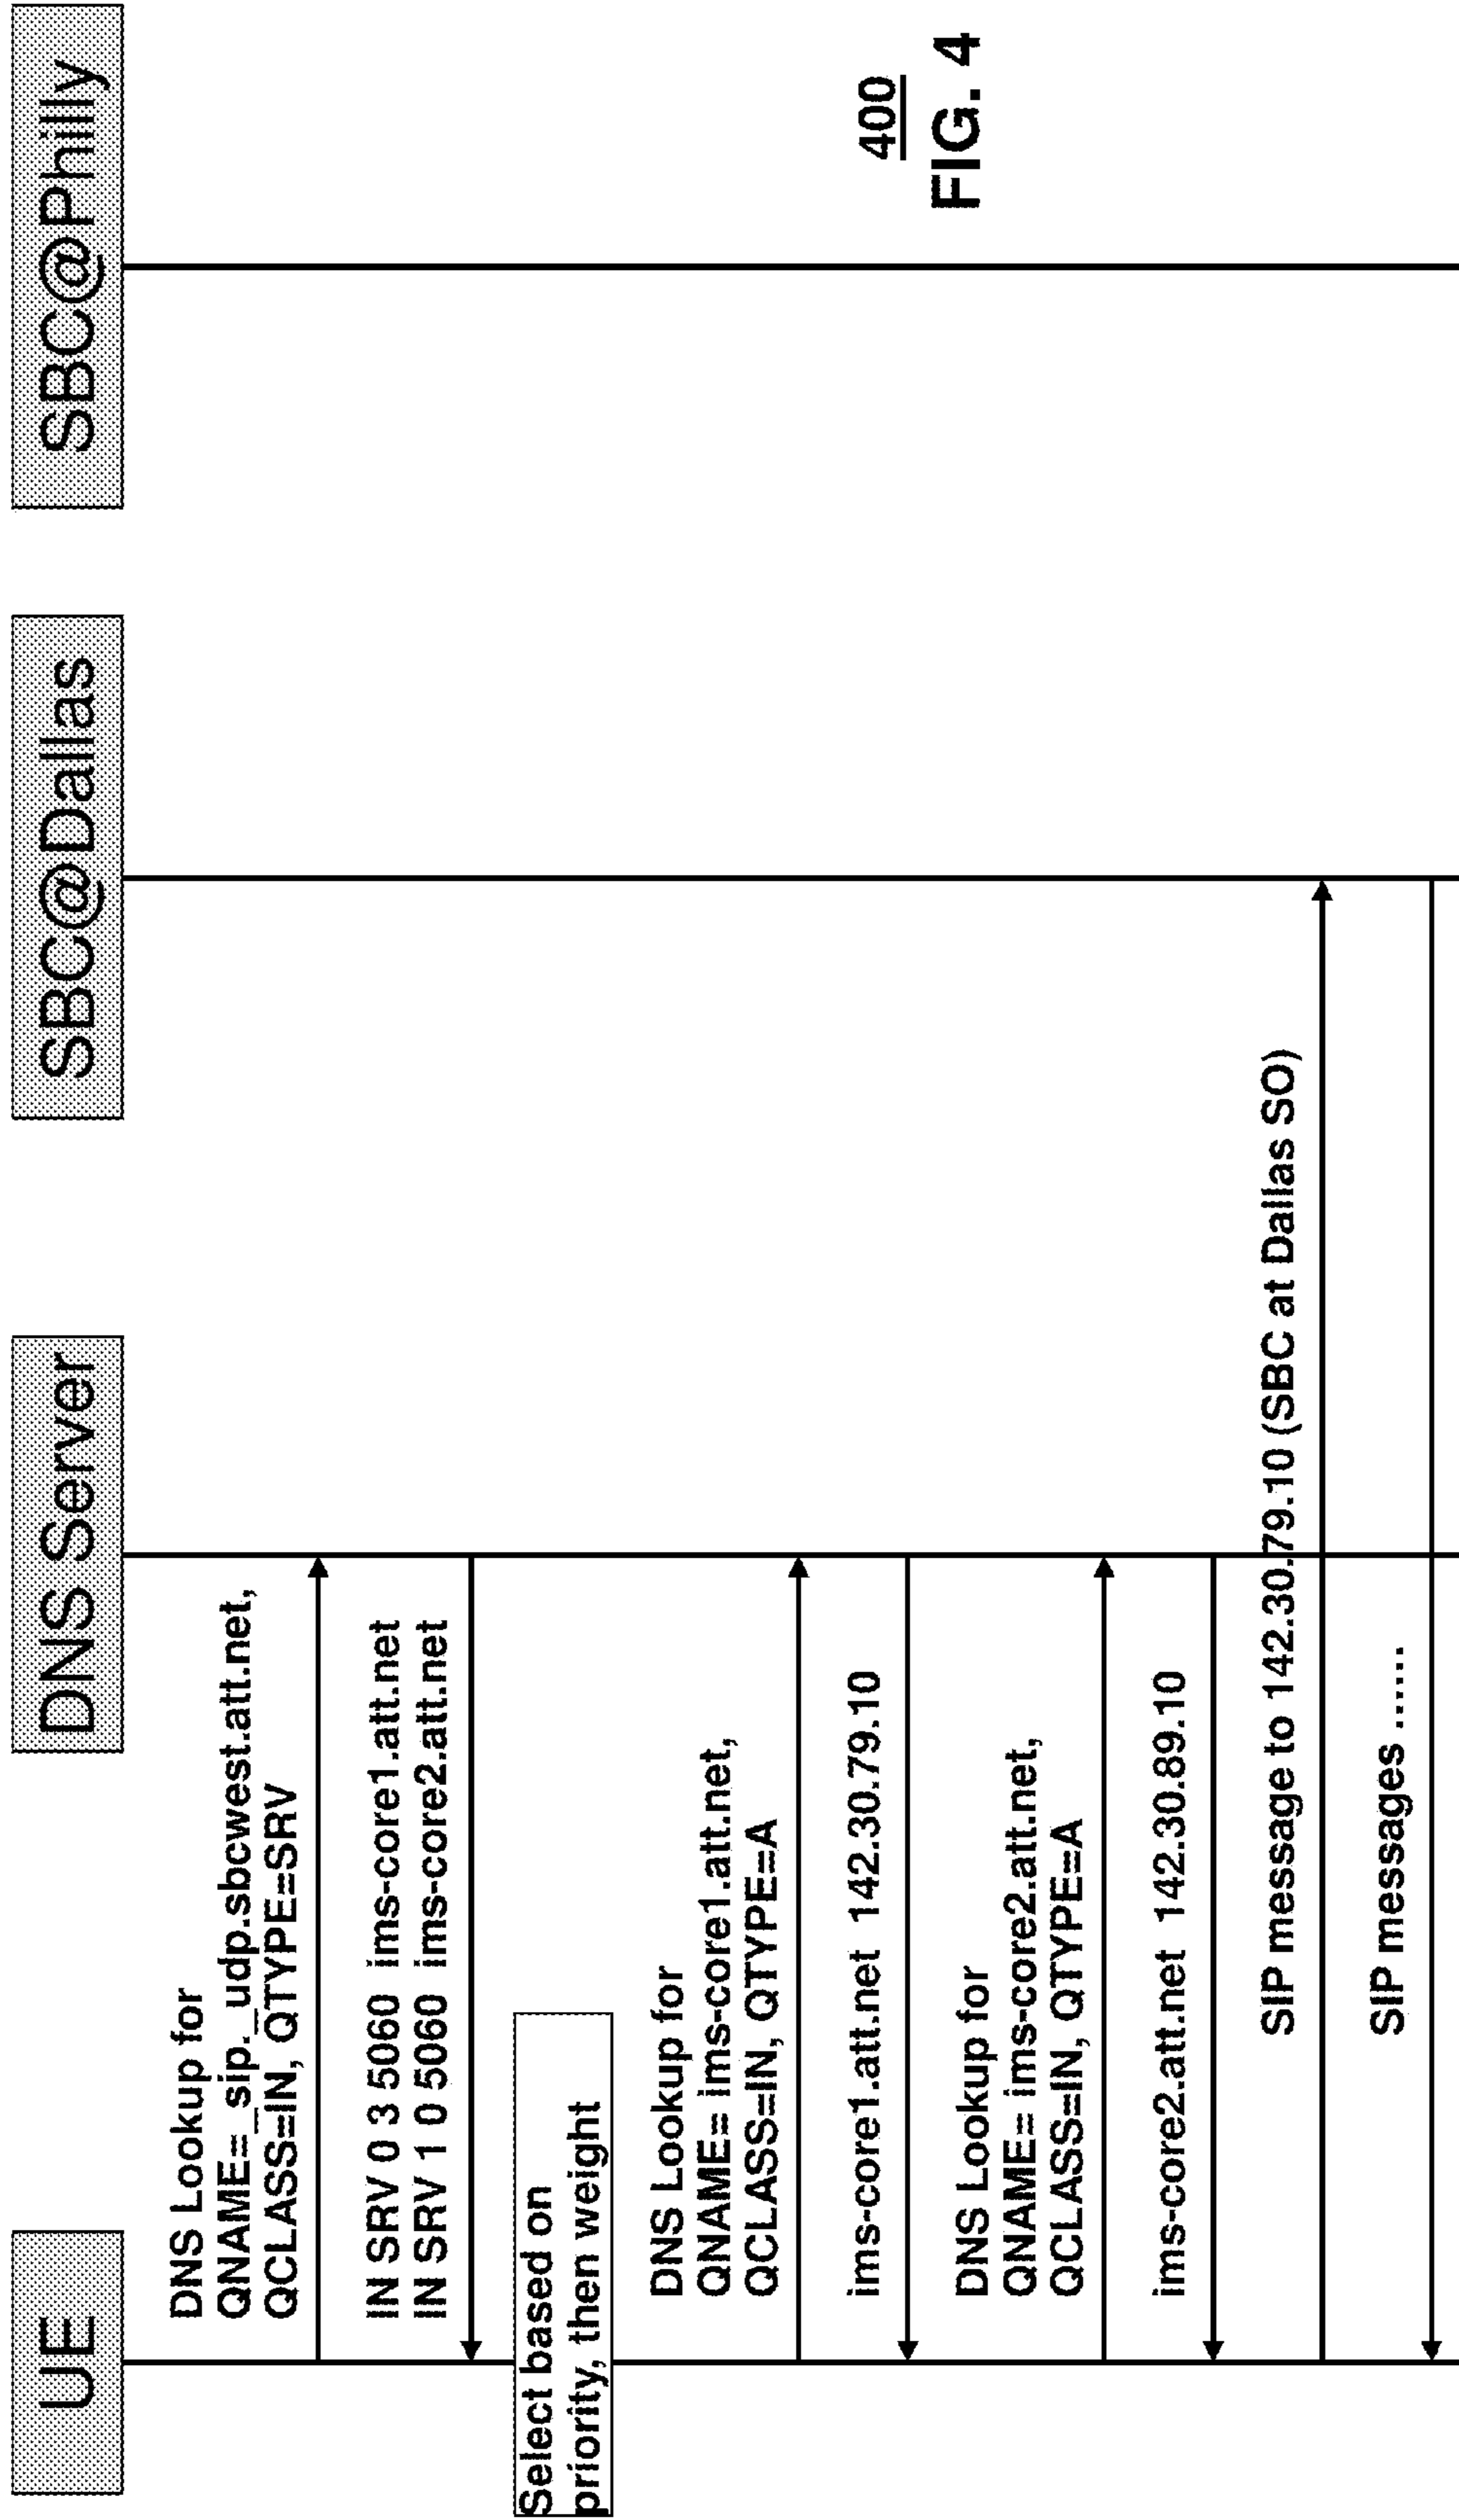 UE
DNS Server
SBC@Dallas
SBC@Philly
DNS Lookup for
QNAME=_sip._udp.sbcwest.att.net,
QCLASS=IN, QTYPE=SRV
IN SRV 0 3 5060 ims-core1.att.net
IN SRV 1 0 5060 ims-core2.att.net
Select based on
priority, then weight
DNS Lookup for
QNAME= ims-core1.att.net,
QCLASS=IN, QTYPE=A
ims-core1.att.net 142.30.79.10
DNS Lookup for
QNAME= ims-core2.att.net,
QCLASS=IN, QTYPE=A
ims-core2.att.net 142.30.89.10
SIP message to 142.30.79.10 (SBC at Dallas SO)
SIP messages ......
400
FIG. 4